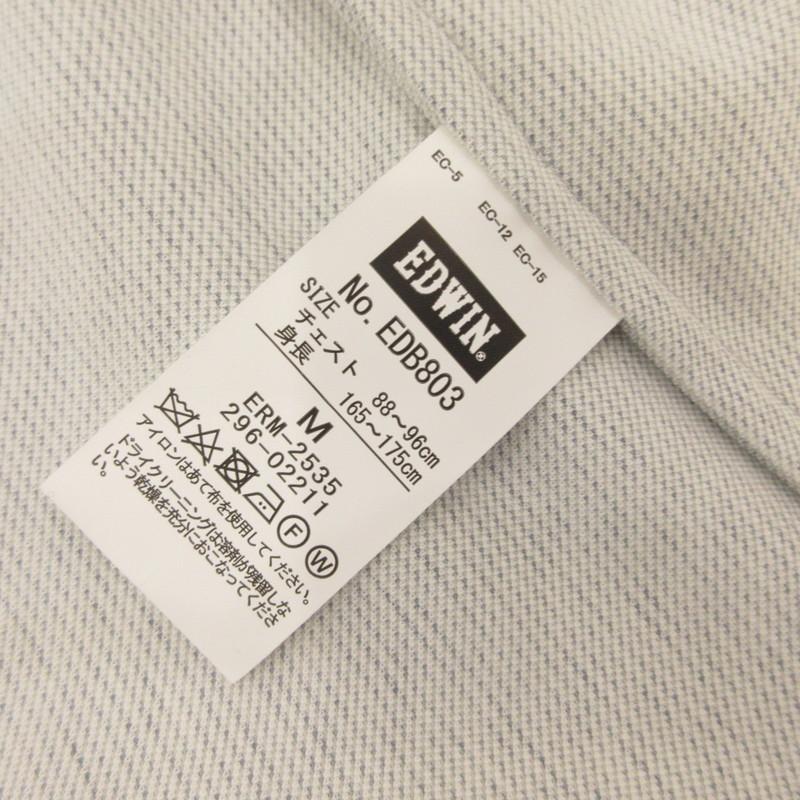 EC-5 EC-12 EC-15
EDWIN®
No. EDB803
SIZE
チェスト 88～96cm
身長 165～175cm
M
ERM-2535
296-02211
F W
アイロンはあて布を使用してください。
ドライクリーニングは溶剤が残留しな
いよう乾燥を充分におこなってくださ
い。